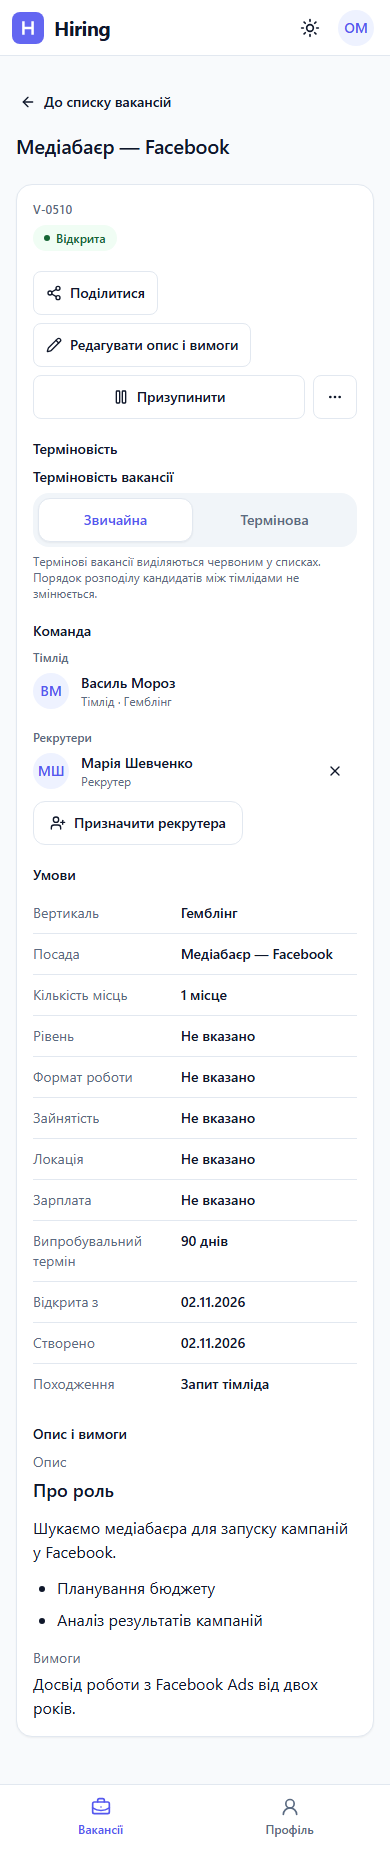 H Hiring
ОМ
До списку вакансій
Медіабаєр — Facebook
V-0510
Відкрита
Поділитися
Редагувати опис і вимоги
Призупинити
Терміновість
Терміновість вакансії
Звичайна Термінова
Термінові вакансії виділяються червоним у списках.
Порядок розподілу кандидатів між тімлідами не
змінюється.
Команда
Тімлід
ВМ Василь Мороз
Тімлід · Гемблінг
Рекрутери
МШ Марія Шевченко
Рекрутер
Призначити рекрутера
Умови
Вертикаль Гемблінг
Посада Медіабаєр — Facebook
Кількість місць 1 місце
Рівень Не вказано
Формат роботи Не вказано
Зайнятість Не вказано
Локація Не вказано
Зарплата Не вказано
Випробувальний 90 днів
термін
Відкрита з 02.11.2026
Створено 02.11.2026
Походження Запит тімліда
Опис і вимоги
Опис
Про роль
Шукаємо медіабаєра для запуску кампаній
у Facebook.
• Планування бюджету
• Аналіз результатів кампаній
Вимоги
Досвід роботи з Facebook Ads від двох
років.
Вакансії Профіль